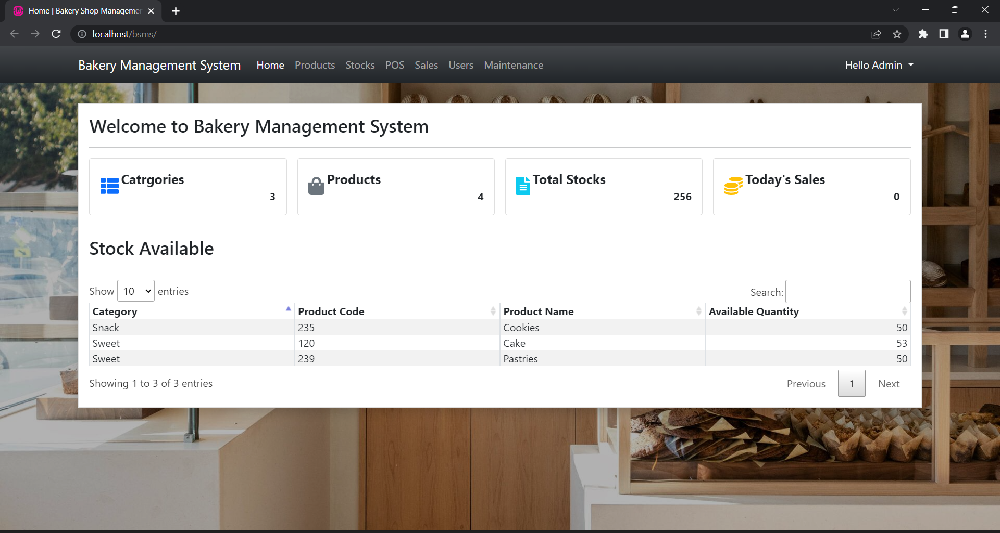 Home | Bakery Shop Managemer
localhost/bsms/
Bakery Management System Home Products Stocks POS Sales Users Maintenance Hello Admin
Welcome to Bakery Management System
Catrgories
3
Products
4
Total Stocks
256
Today's Sales
0
Stock Available
Show 10 entries Search:
Category Product Code Product Name Available Quantity
Snack 235 Cookies 50
Sweet 120 Cake 53
Sweet 239 Pastries 50
Showing 1 to 3 of 3 entries Previous 1 Next